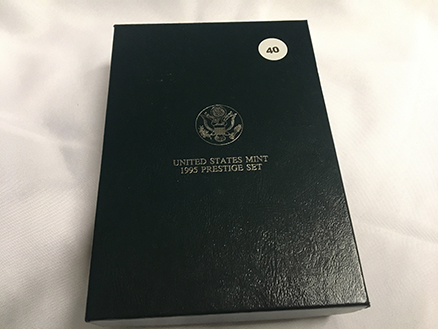 40
UNITED STATES MINT
1995 PRESTIGE SET